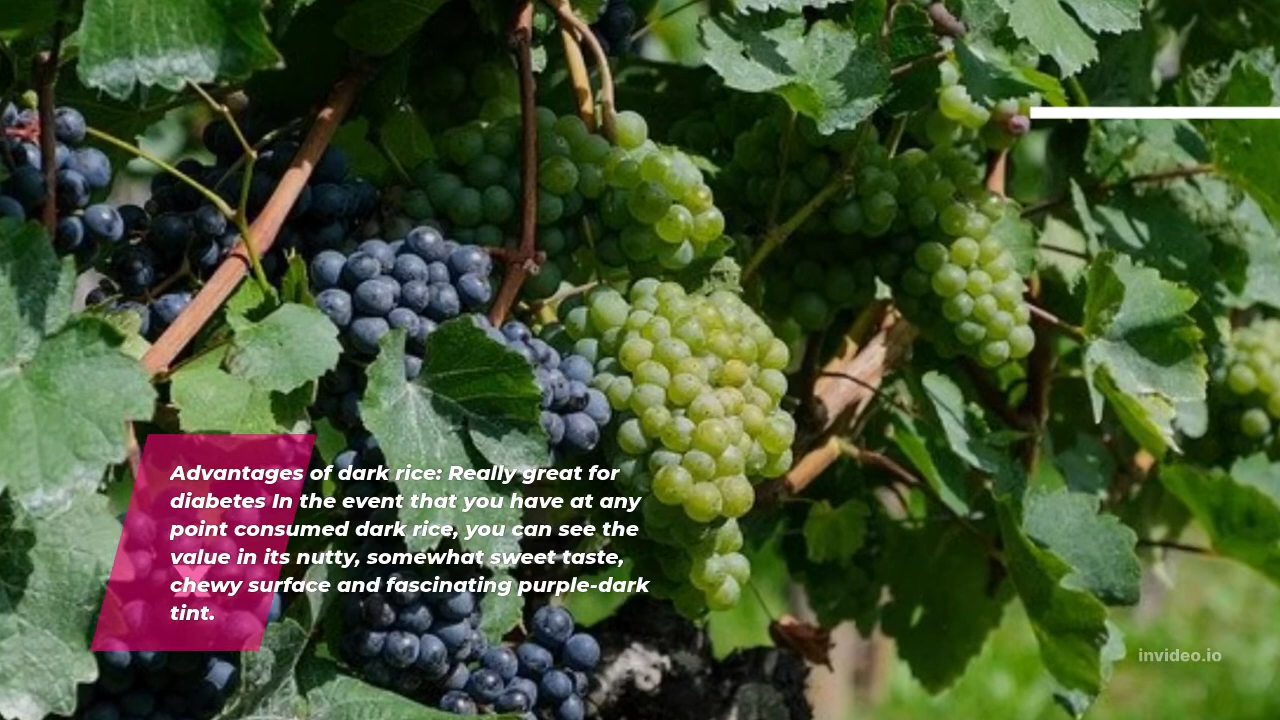 Advantages of dark rice: Really great for
diabetes In the event that you have at any
point consumed dark rice, you can see the
value in its nutty, somewhat sweet taste,
chewy surface and fascinating purple-dark
tint.
invideo.io